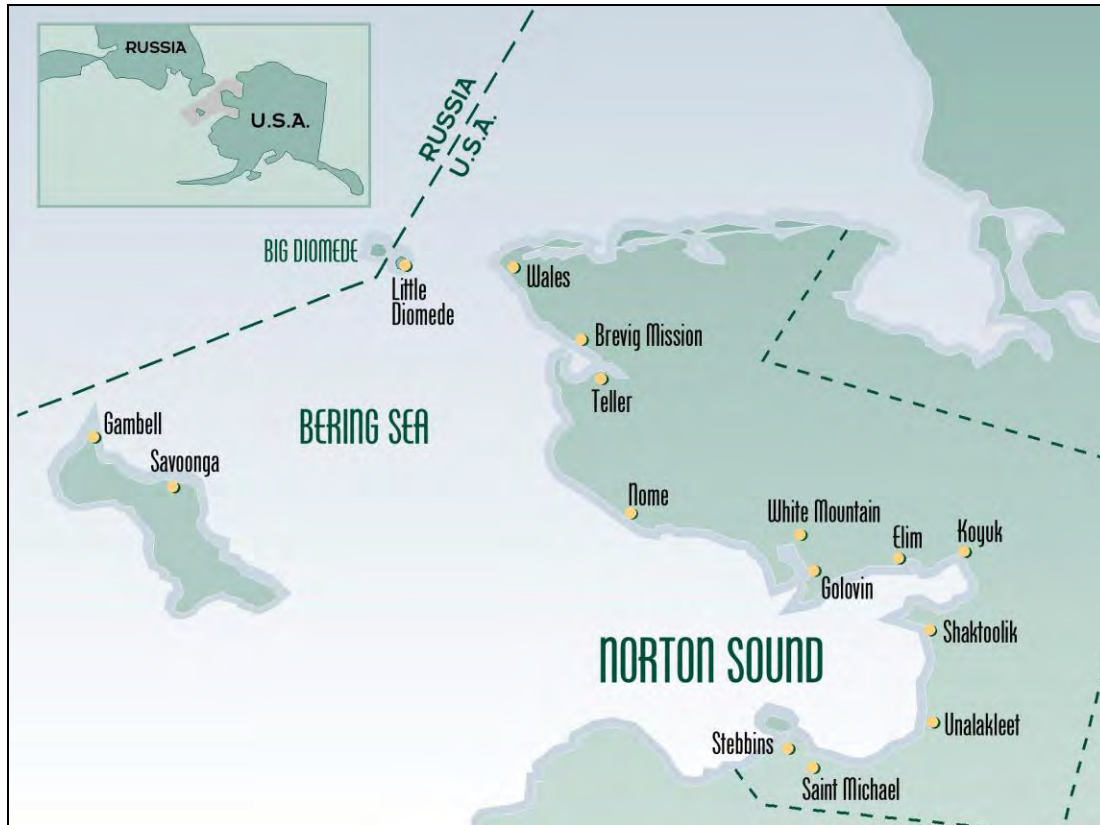 RUSSIA
U.S.A.
RUSSIA
U.S.A.
BIG DIOMEDE
Little
Diomede
Wales
Brevig Mission
Teller
BERING SEA
Gambell
Savoonga
Nome
White Mountain
Elim
Koyuk
Golovin
Shaktoolik
NORTON SOUND
Unalakleet
Stebbins
Saint Michael